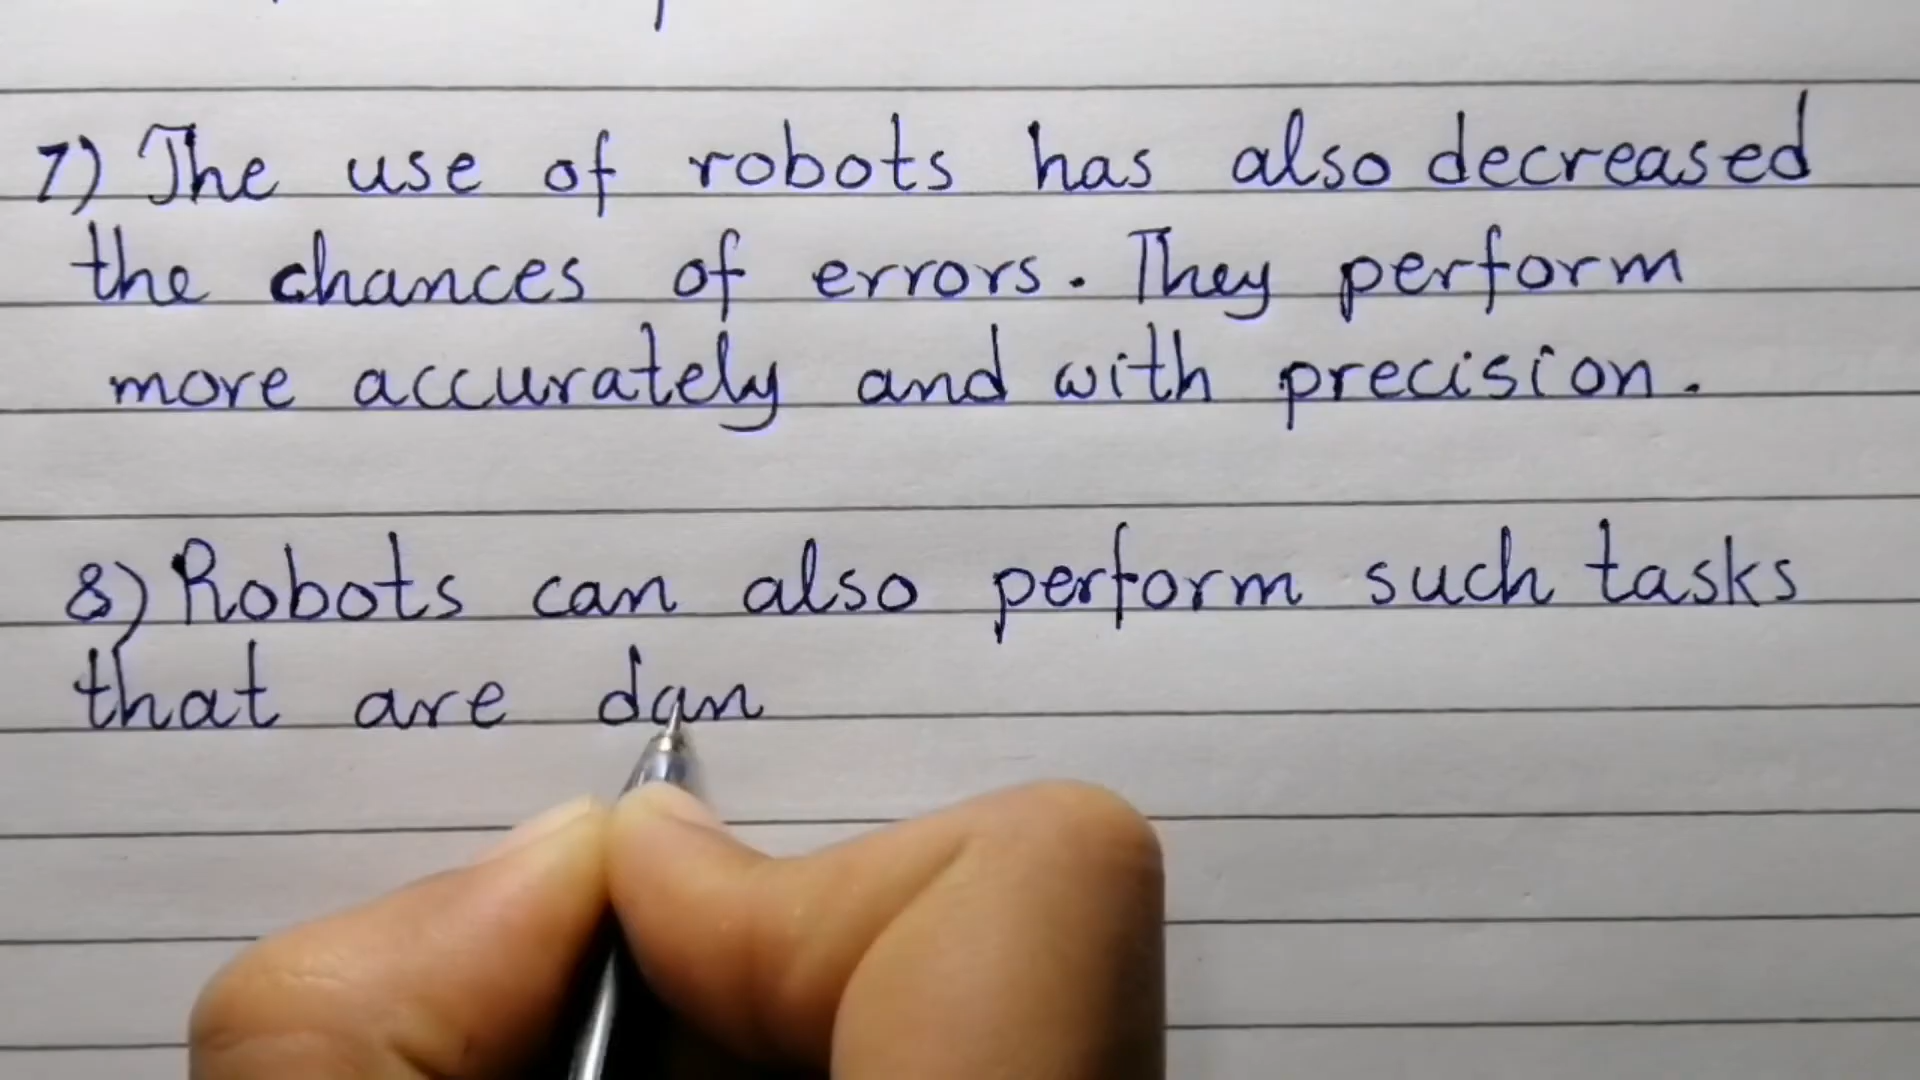 7) The use of robots has also decreased
the chances of errors. They perform
more accurately and with precision.
8) Robots can also perform such tasks
that are dan